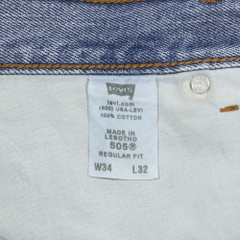 Levi's
levi.com
(800) USA-LEVI
100% COTTON
MADE IN
LESOTHO
505®
REGULAR FIT
W34 L32